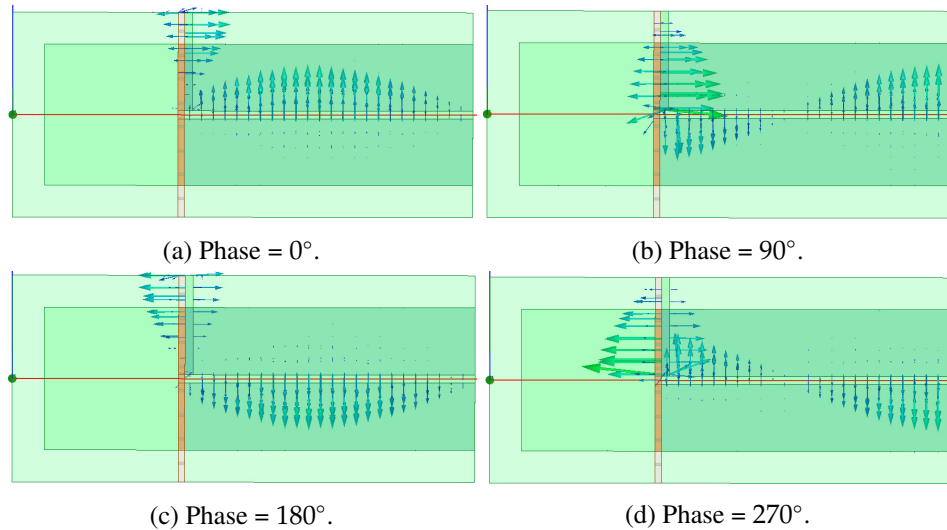 (a) Phase = 0°.
(b) Phase = 90°.
(c) Phase = 180°.
(d) Phase = 270°.